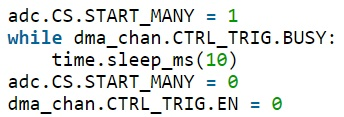 adc.CS.START_MANY = 1
while dma_chan.CTRL_TRIG.BUSY:
    time.sleep_ms(10)
adc.CS.START_MANY = 0
dma_chan.CTRL_TRIG.EN = 0